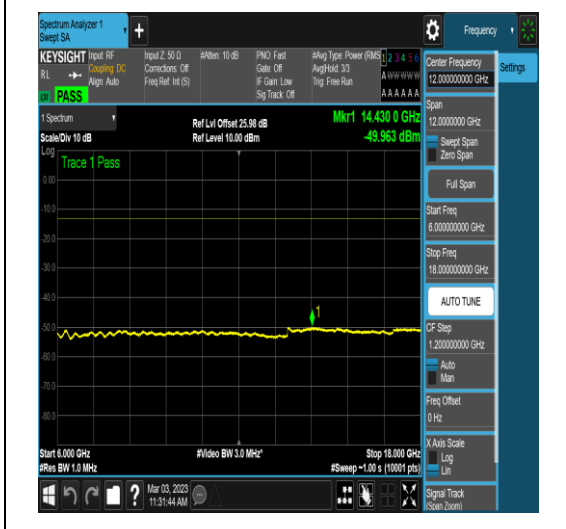 Spectrum Analyzer 1
Swept SA
Frequency
KEYSIGHT
RL
PASS
Input: RF
Coupling: DC
Align: Auto
Input Z: 50 Ω
Corrections: Off
Freq Ref: Int (S)
#Atten: 10 dB
PNO: Fast
Gate: Off
IF Gain: Low
Sig Track: Off
#Avg Type: Power (RMS
Avg|Hold: 3/3
Trig: Free Run
1 2 3 4 5 6
A W W W W W
A A A A A A
Settings
1 Spectrum
Scale/Div 10 dB
Ref Lvl Offset 25.98 dB
Ref Level 10.00 dBm
Mkr1 14.430 0 GHz
-49.963 dBm
Log
Trace 1 Pass
0.00
-10.0
-20.0
-30.0
-40.0
-50.0
-60.0
-70.0
-80.0
1
Start 6.000 GHz
#Res BW 1.0 MHz
#Video BW 3.0 MHz*
Stop 18.000 GHz
#Sweep ~1.00 s (10001 pts)
Mar 03, 2023
11:31:44 AM
Center Frequency
12.000000000 GHz
Span
12.0000000 GHz
Swept Span
Zero Span
Full Span
Start Freq
6.000000000 GHz
Stop Freq
18.000000000 GHz
AUTO TUNE
CF Step
1.200000000 GHz
Auto
Man
Freq Offset
0 Hz
X Axis Scale
Log
Lin
Signal Track
(Span Zoom)